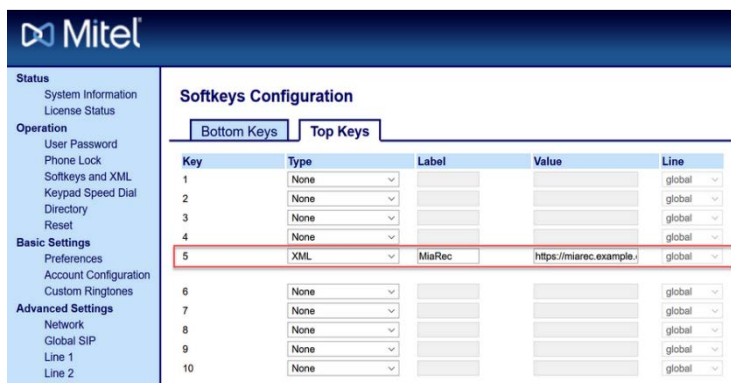 Mitel
Status
System Information
License Status
Operation
User Password
Phone Lock
Softkeys and XML
Keypad Speed Dial
Directory
Reset
Basic Settings
Preferences
Account Configuration
Custom Ringtones
Advanced Settings
Network
Global SIP
Line 1
Line 2
Softkeys Configuration
Bottom Keys Top Keys
Key Type Label Value Line
1 None global
2 None global
3 None global
4 None global
5 XML MiaRec https://miarec.example. global
6 None global
7 None global
8 None global
9 None global
10 None global